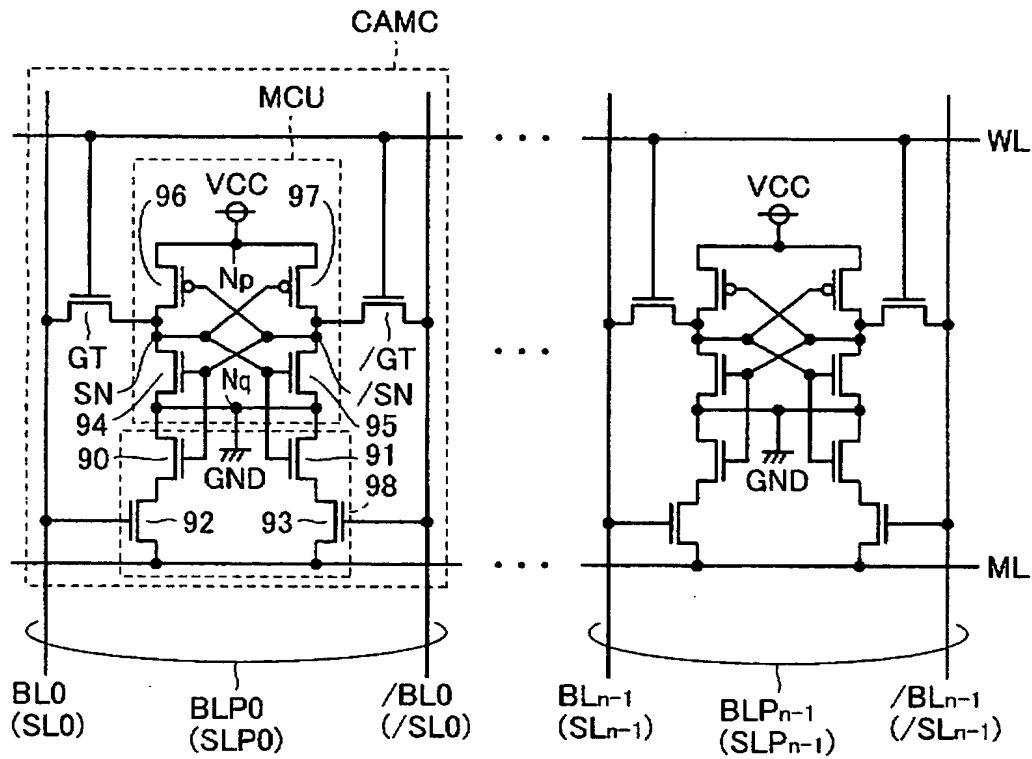 CAMC
MCU
WL
96
VCC
97
VCC
Np
GT
/GT
SN
Nq
/SN
94
95
90
91
GND
98
GND
92
93
ML
BL0
(SL0)
BLP0
(SLP0)
/BL0
(/SL0)
BLn-1
(SLn-1)
BLPn-1
(SLPn-1)
/BLn-1
(/SLn-1)